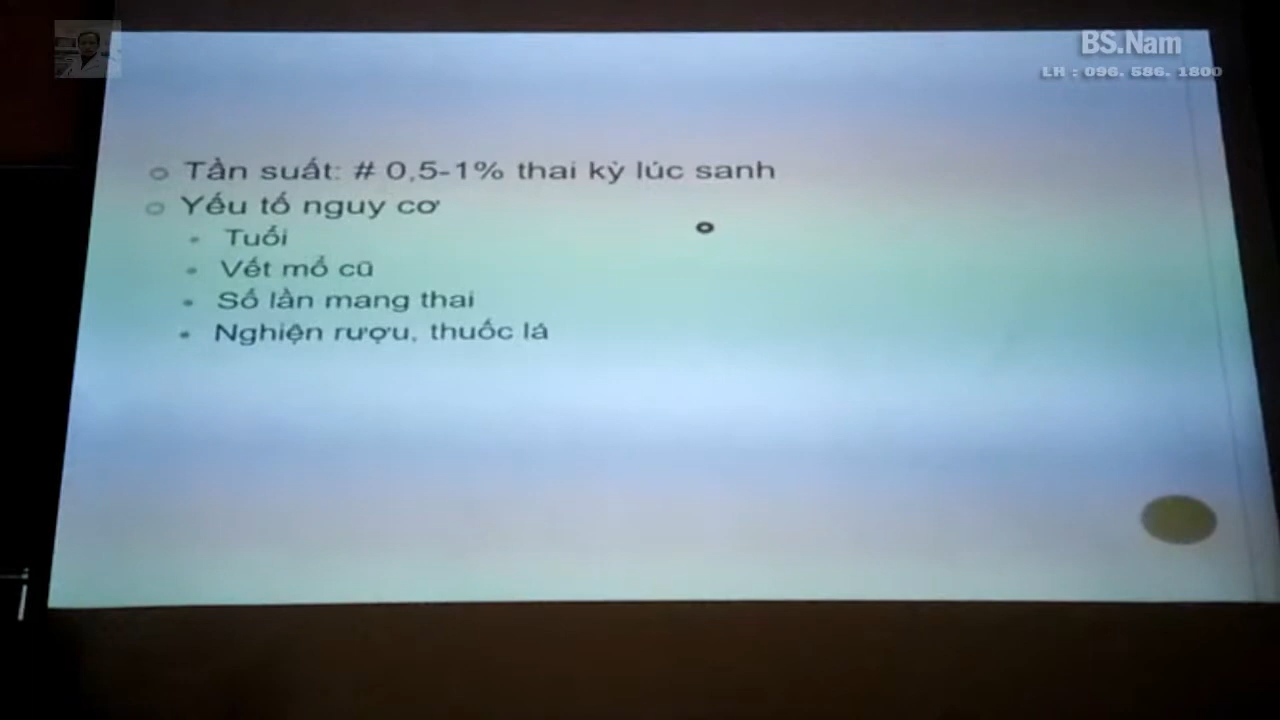 BS.Nam
LH : 096. 586. 1800
Tần suất: # 0,5-1% thai kỳ lúc sanh
Yếu tố nguy cơ
Tuổi
Vết mổ cũ
Số lần mang thai
Nghiện rượu, thuốc lá